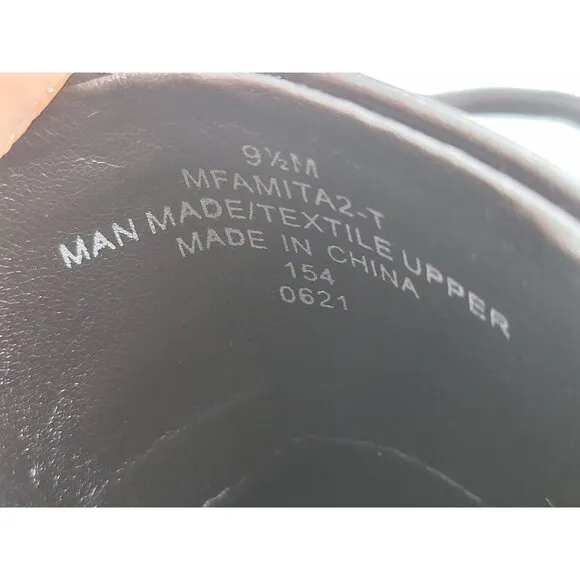 9½M
MFAMITA2-T
MAN MADE/TEXTILE UPPER
MADE IN CHINA
154
0621